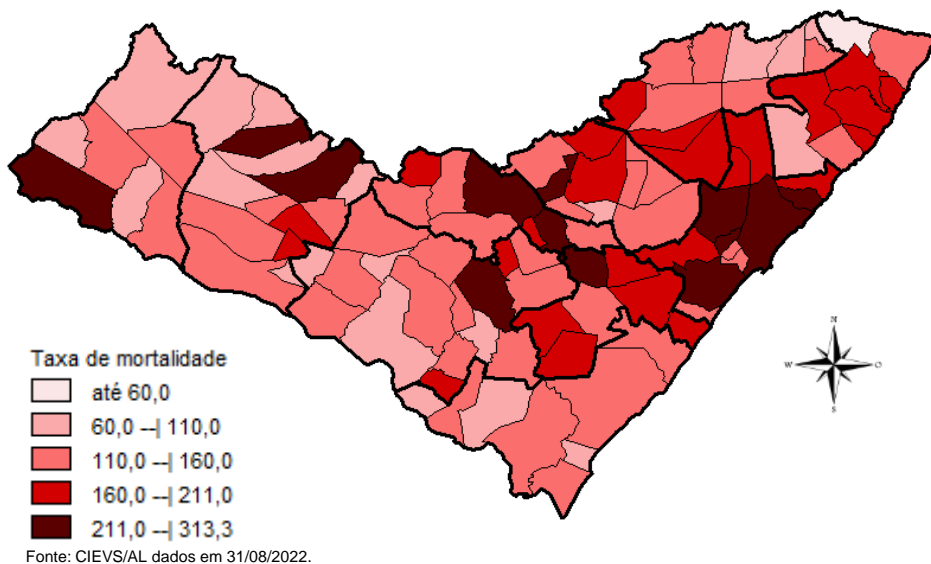 N
W
O
S
Taxa de mortalidade
até 60,0
60,0 --| 110,0
110,0 --| 160,0
160,0 --| 211,0
211,0 --| 313,3
Fonte: CIEVS/AL dados em 31/08/2022.